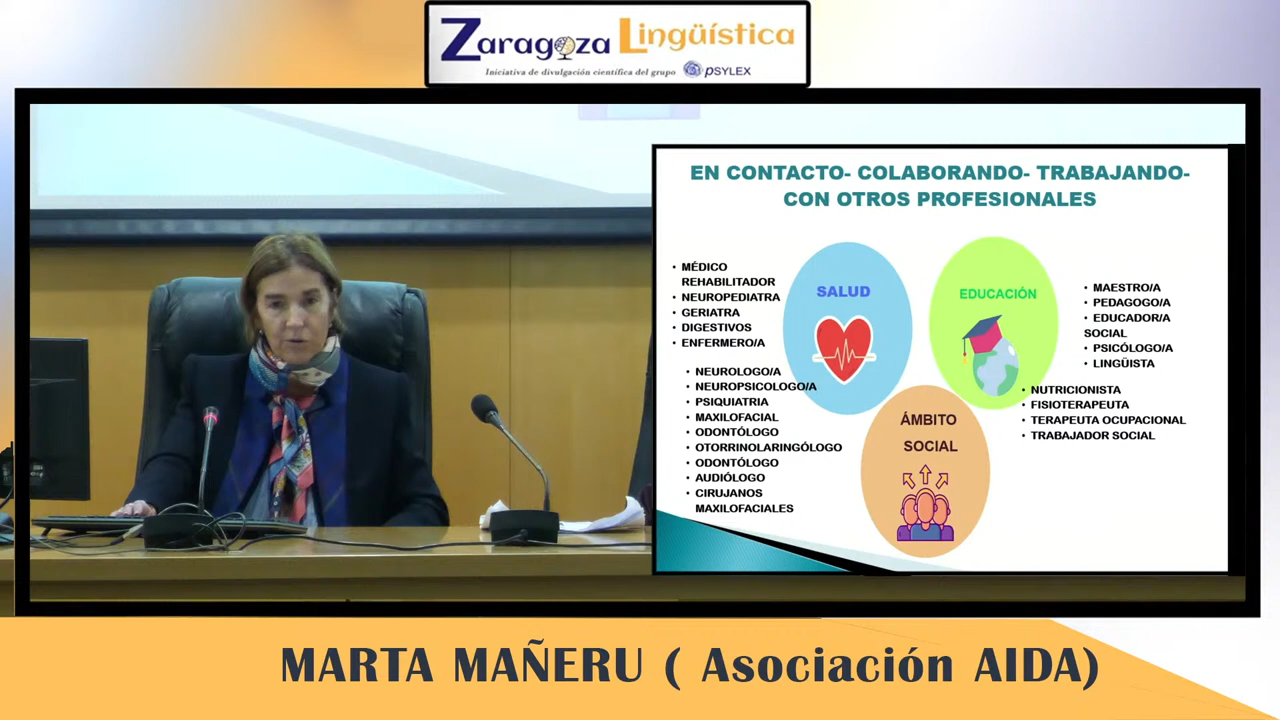 Zaragoza Lingüística
Iniciativa de divulgación científica del grupo PSYLEX
EN CONTACTO- COLABORANDO- TRABAJANDO-
CON OTROS PROFESIONALES
• MÉDICO
REHABILITADOR
• NEUROPEDIATRA
• GERIATRA
• DIGESTIVOS
• ENFERMERO/A
• NEUROLOGO/A
• NEUROPSICOLOGO/A
• PSIQUIATRIA
• MAXILOFACIAL
• ODONTÓLOGO
• OTORRINOLARINGÓLOGO
• ODONTÓLOGO
• AUDIÓLOGO
• CIRUJANOS
MAXILOFACIALES
SALUD
EDUCACIÓN
ÁMBITO
SOCIAL
• MAESTRO/A
• PEDAGOGO/A
• EDUCADOR/A
SOCIAL
• PSICÓLOGO/A
• LINGÜISTA
• NUTRICIONISTA
• FISIOTERAPEUTA
• TERAPEUTA OCUPACIONAL
• TRABAJADOR SOCIAL
MARTA MAÑERU ( Asociación AIDA)